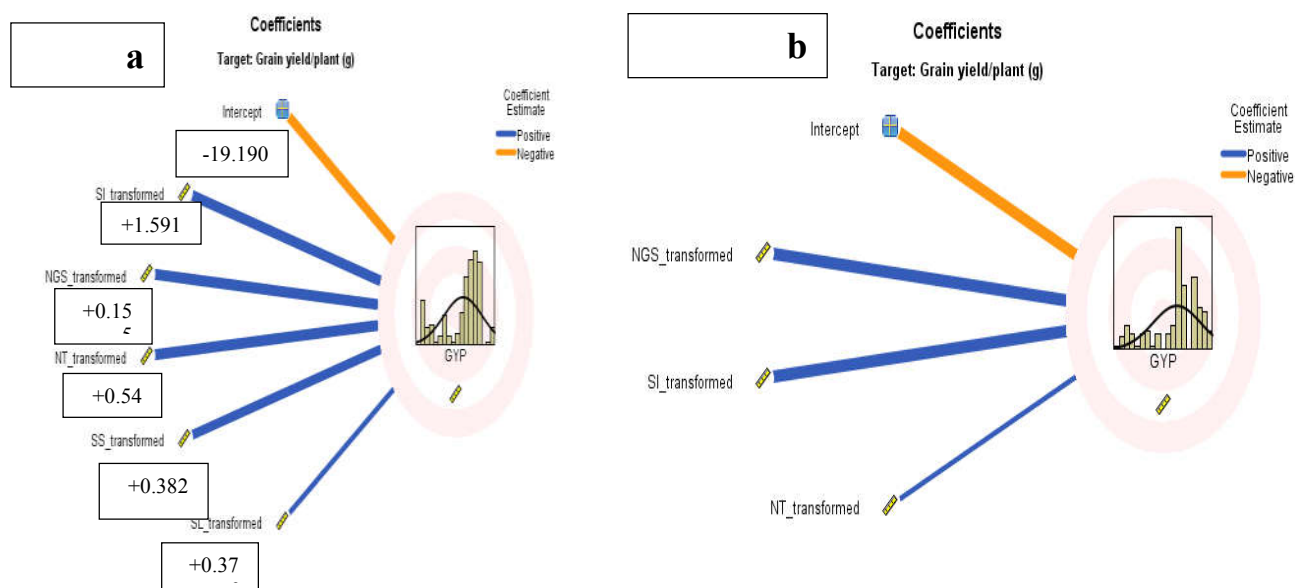 a
Coefficients
Target: Grain yield/plant (g)
Coefficient
Estimate
Positive
Negative
Intercept
-19.190
SI_transformed
+1.591
NGS_transformed
+0.15
NT_transformed
+0.54
SS_transformed
+0.382
SL_transformed
+0.37
GYP
b
Coefficients
Target: Grain yield/plant (g)
Coefficient
Estimate
Positive
Negative
Intercept
NGS_transformed
SI_transformed
NT_transformed
GYP